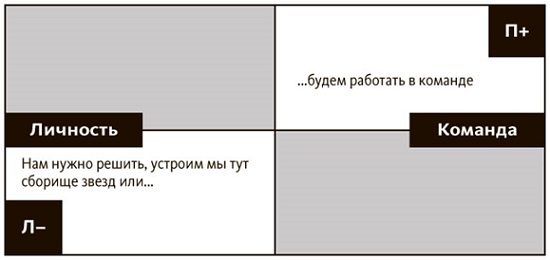 П+
...будем работать в команде
Личность
Команда
Нам нужно решить, устроим мы тут
сборище звезд или...
Л–